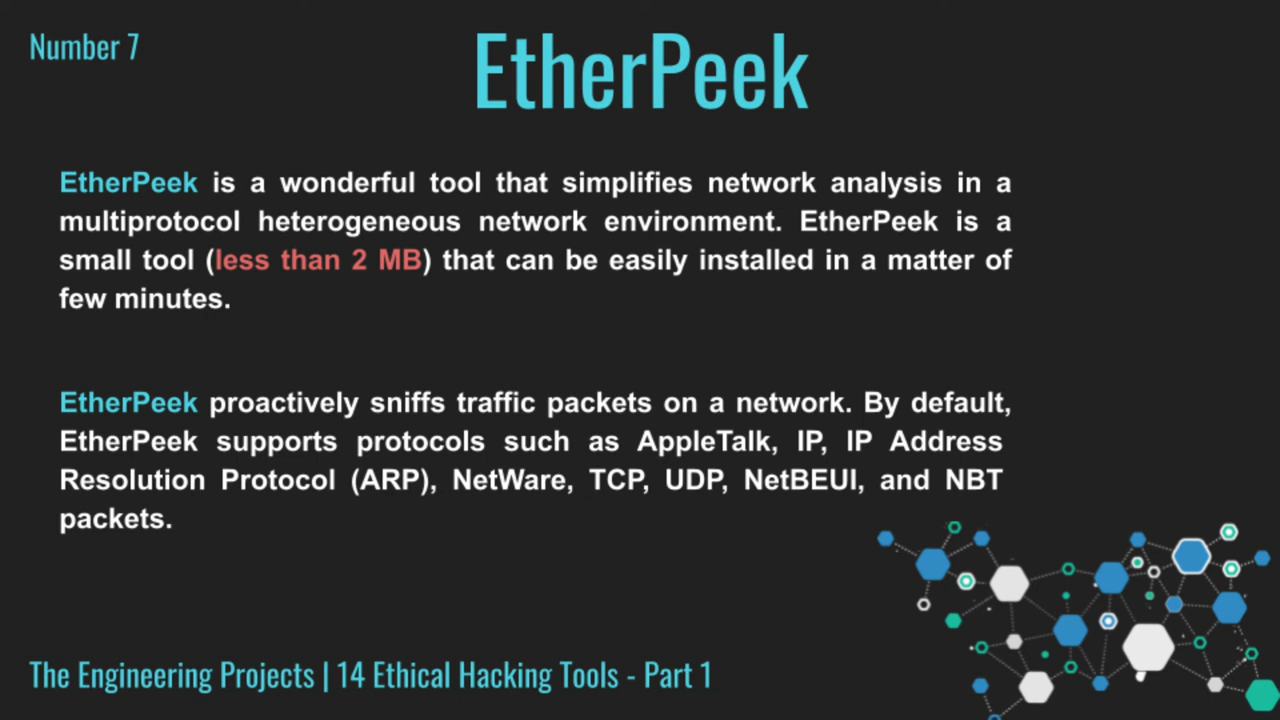 Number 7
EtherPeek
EtherPeek is a wonderful tool that simplifies network analysis in a
multiprotocol heterogeneous network environment. EtherPeek is a
small tool (less than 2 MB) that can be easily installed in a matter of
few minutes.
EtherPeek proactively sniffs traffic packets on a network. By default,
EtherPeek supports protocols such as AppleTalk, IP, IP Address
Resolution Protocol (ARP), NetWare, TCP, UDP, NetBEUI, and NBT
packets.
The Engineering Projects | 14 Ethical Hacking Tools - Part 1